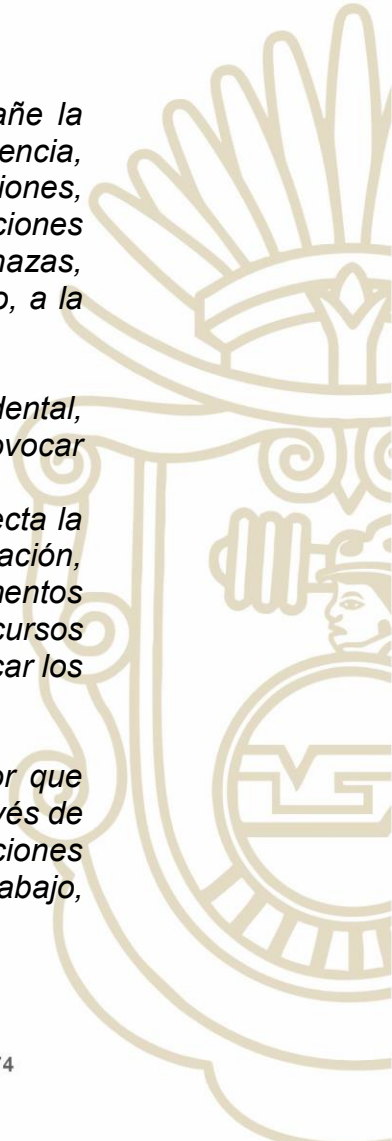 añe la
encia,
iones,
ciones
nazas,
o, a la
dental,
ovocar
ecta la
ación,
mentos
cursos
car los
or que
vés de
ciones
abajo,
74